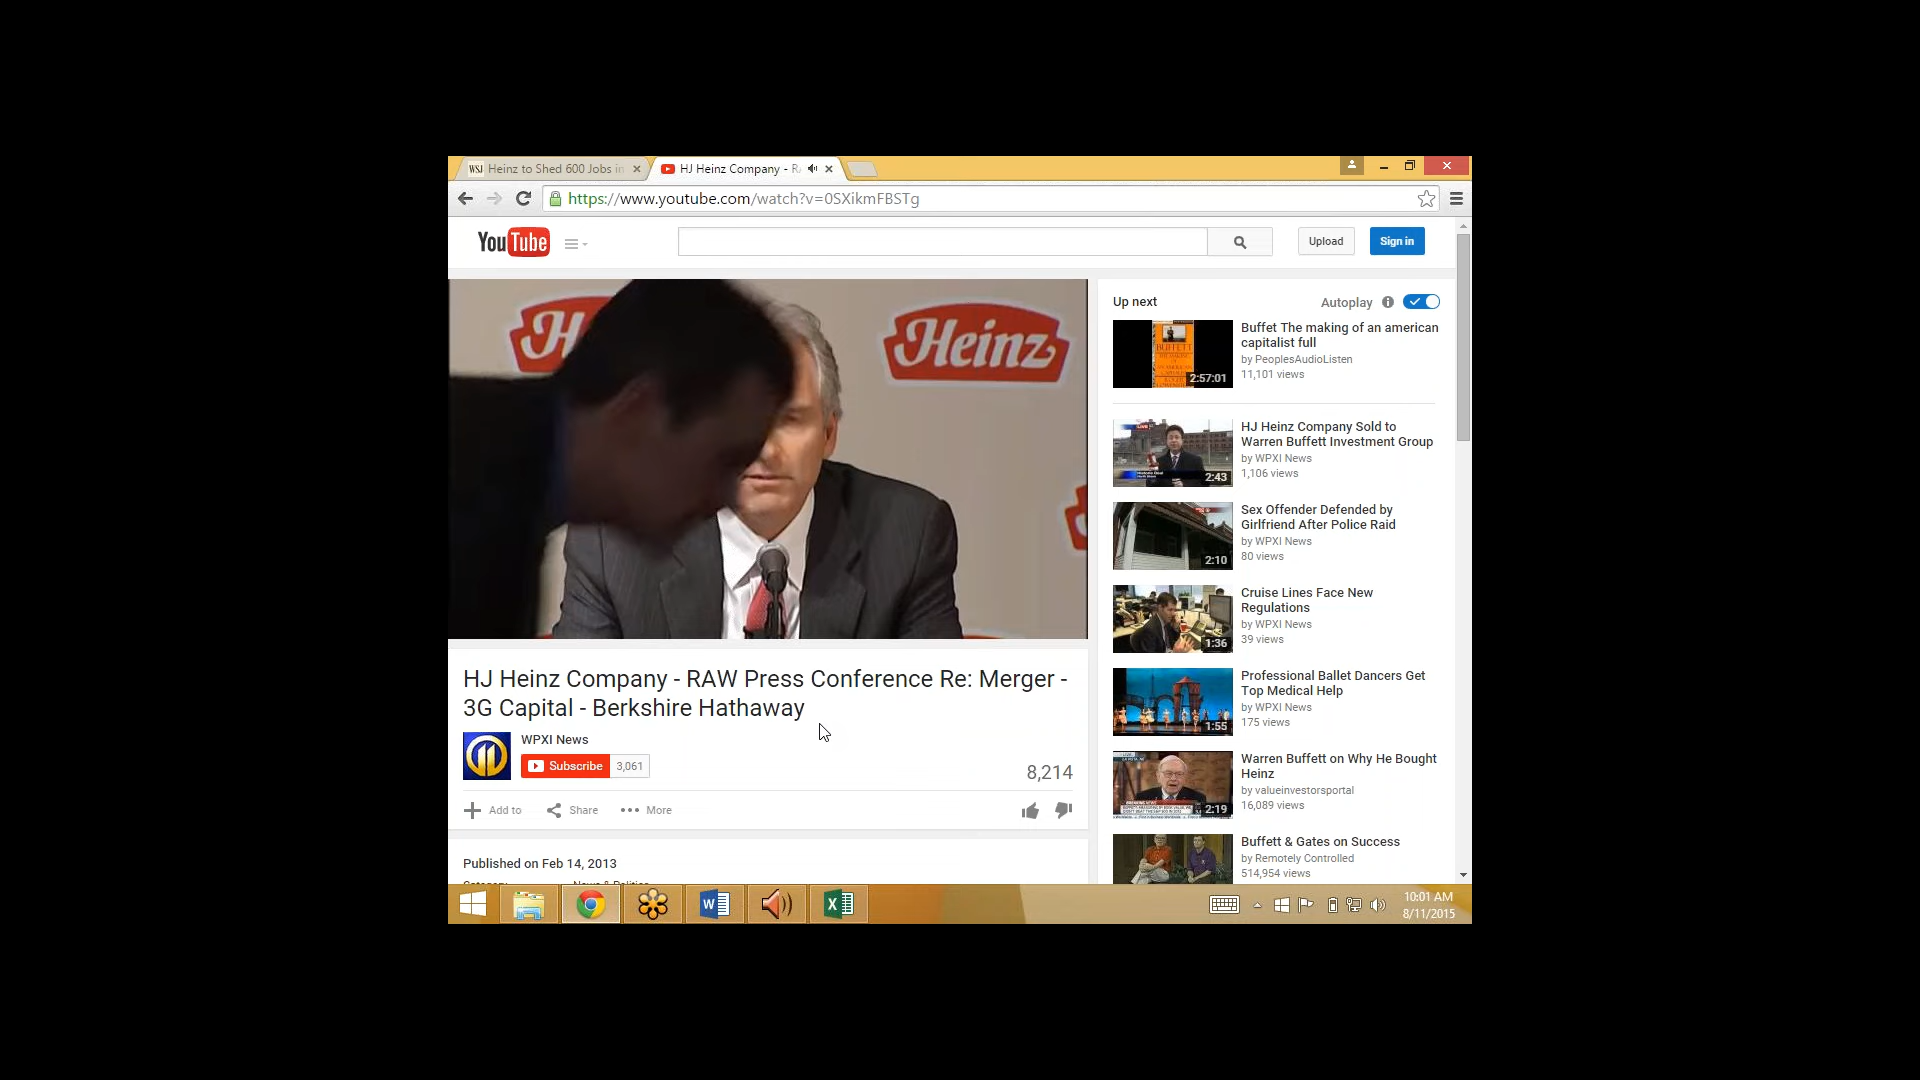 WSJ Heinz to Shed 600 Jobs in
HJ Heinz Company - RA
https://www.youtube.com/watch?v=0SXikmFBSTg
YouTube
Upload
Sign in
H
Heinz
Up next
Autoplay
Buffet The making of an american
capitalist full
by PeoplesAudioListen
11,101 views
BUFFETT
2:57:01
HJ Heinz Company Sold to
Warren Buffett Investment Group
by WPXI News
1,106 views
2:43
Sex Offender Defended by
Girlfriend After Police Raid
by WPXI News
80 views
2:10
Cruise Lines Face New
Regulations
by WPXI News
39 views
1:36
Professional Ballet Dancers Get
Top Medical Help
by WPXI News
175 views
1:55
Warren Buffett on Why He Bought
Heinz
by valueinvestorsportal
16,089 views
2:19
Buffett & Gates on Success
by Remotely Controlled
514,954 views
HJ Heinz Company - RAW Press Conference Re: Merger -
3G Capital - Berkshire Hathaway
WPXI News
Subscribe 3,061
8,214
Add to Share More
Published on Feb 14, 2013
10:01 AM
8/11/2015